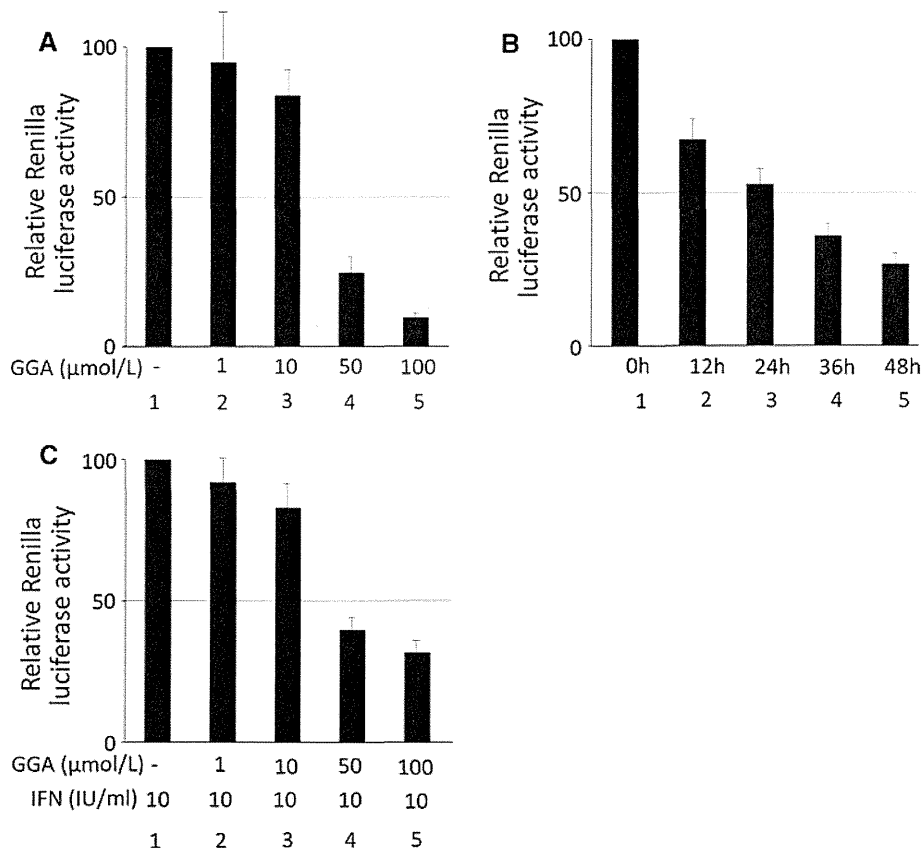 A
Relative Renilla
luciferase activity
100
50
0
GGA (μmol/L) - 1 10 50 100
1 2 3 4 5
B
Relative Renilla
luciferase activity
100
50
0
0h 12h 24h 36h 48h
1 2 3 4 5
C
Relative Renilla
luciferase activity
100
50
0
GGA (μmol/L) - 1 10 50 100
IFN (IU/ml) 10 10 10 10 10
1 2 3 4 5